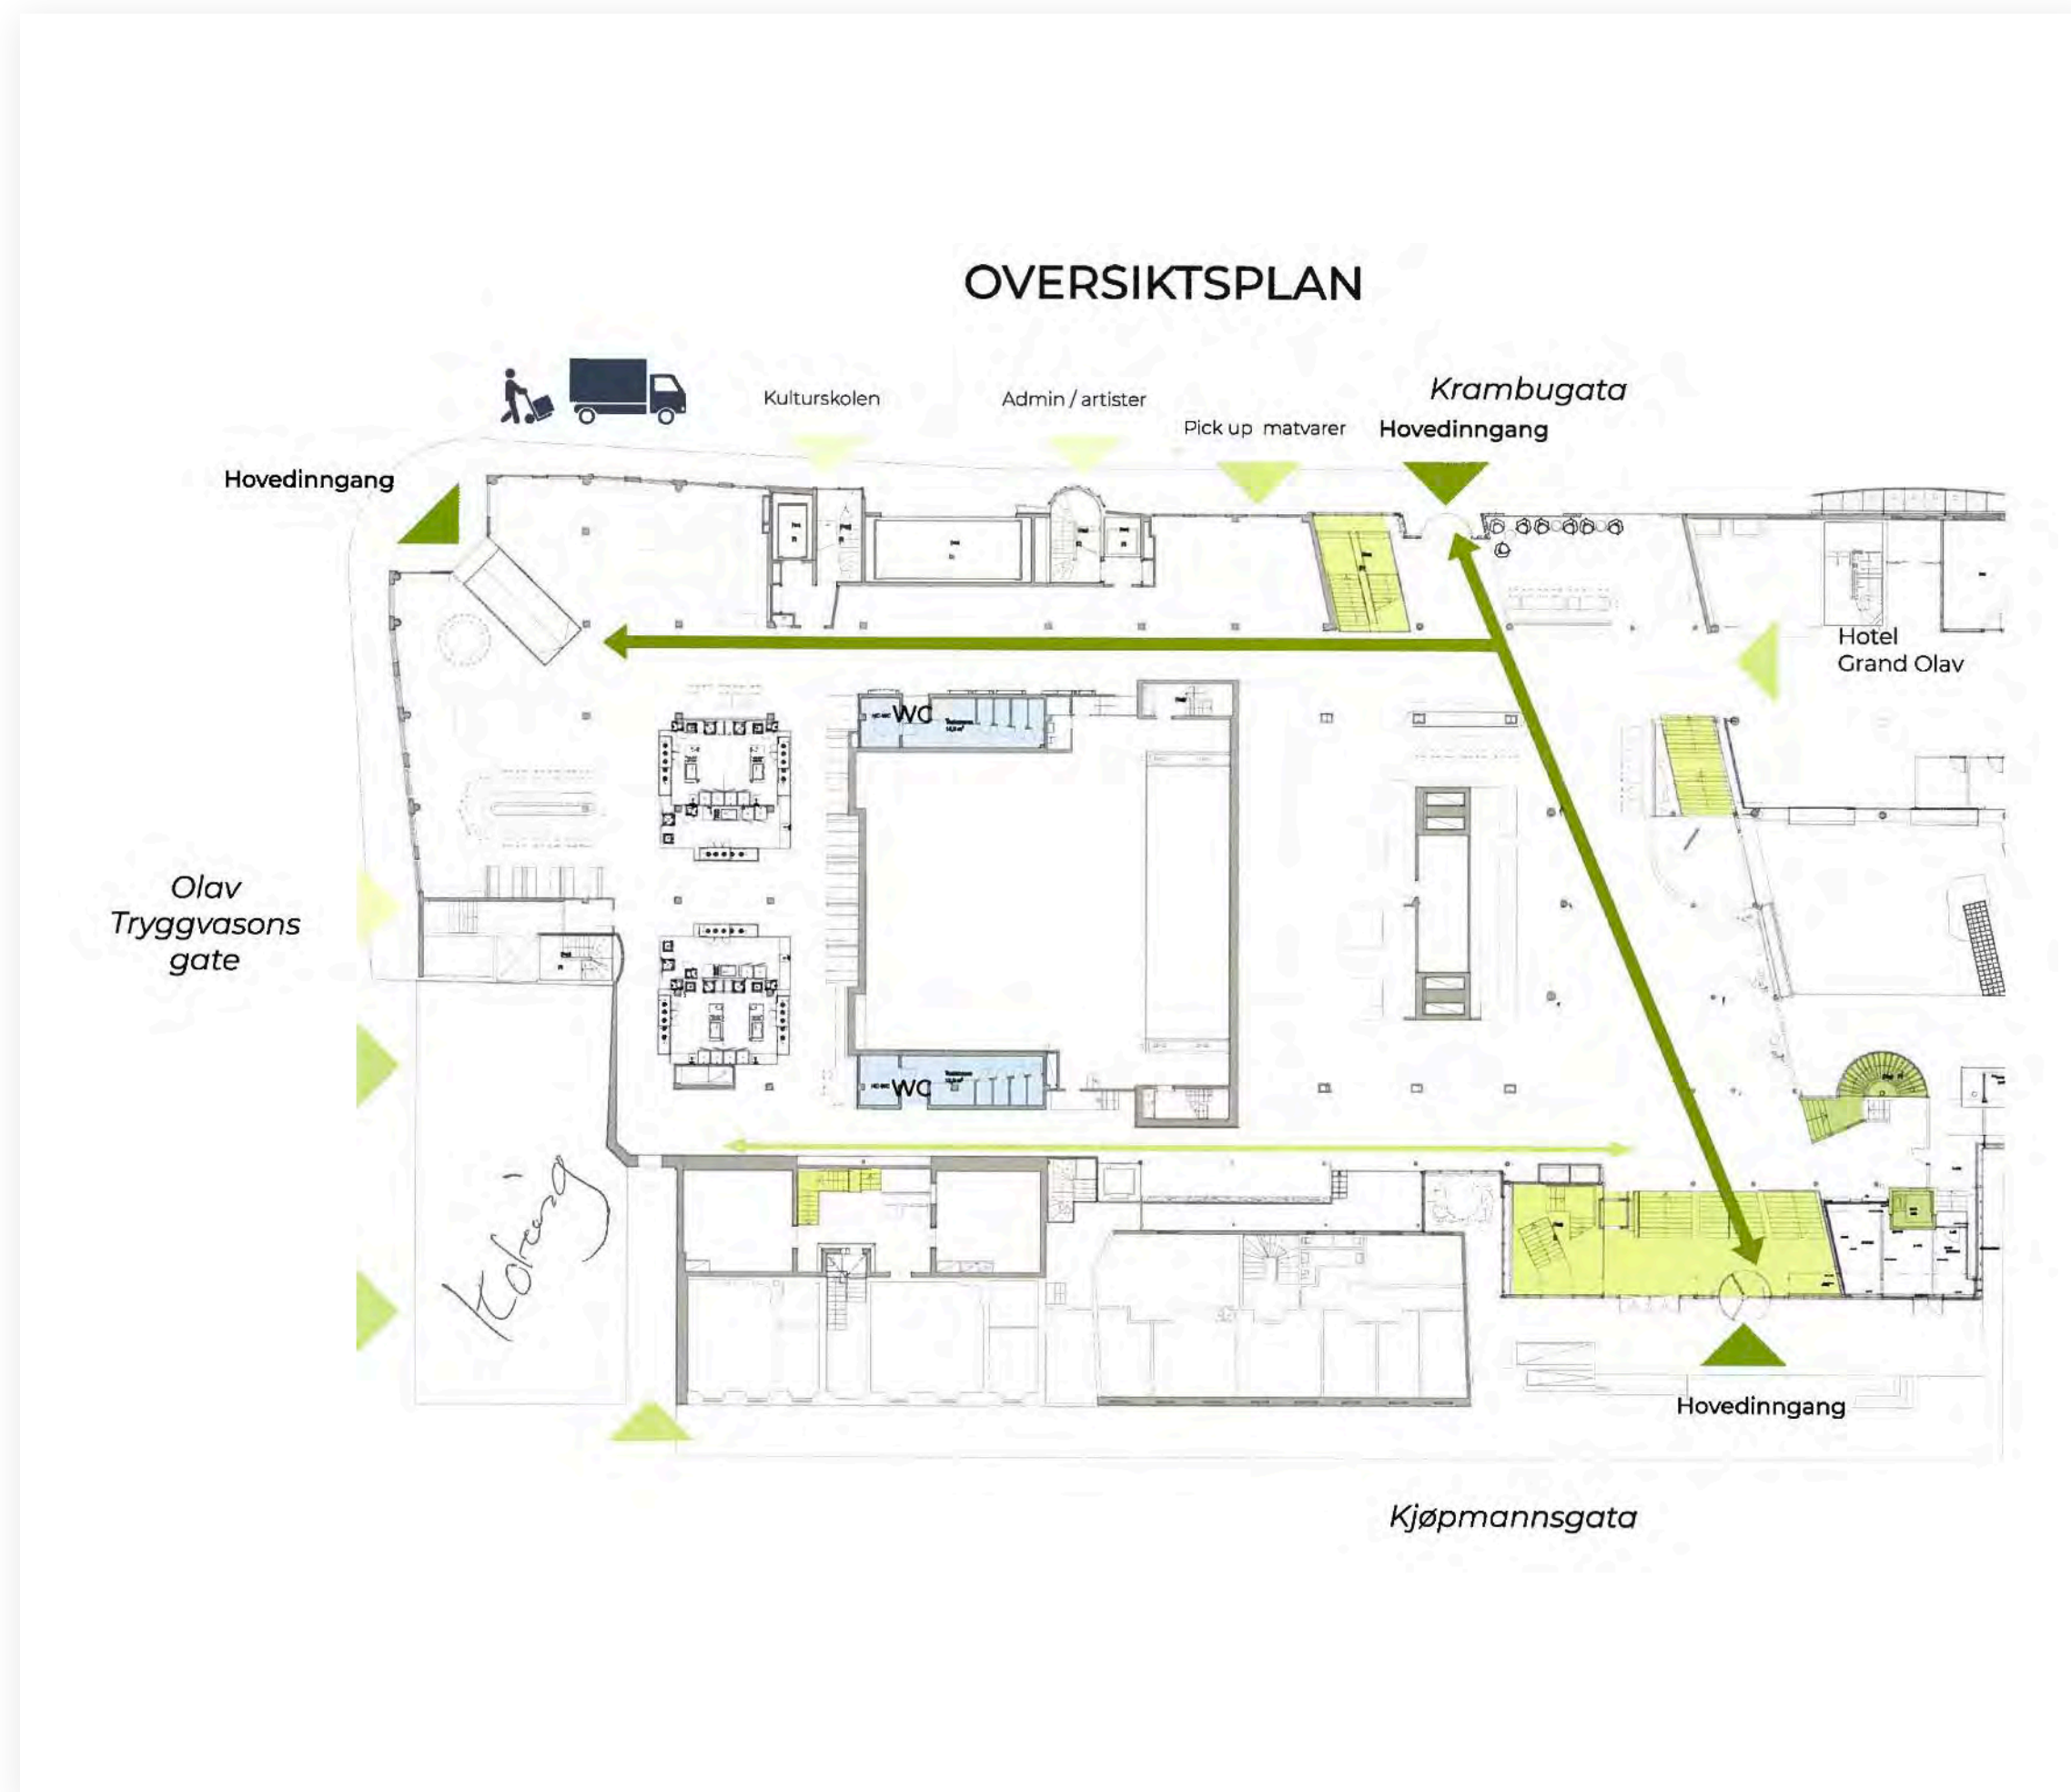 OVERSIKTSPLAN
Krambugata
Kulturskolen
Admin / artister
Pick up matvarer
Hovedinngang
Hovedinngang
Hotel
Grand Olav
WC
Olav
Tryggvasons
gate
WC
Hovedinngang
Kjøpmannsgata